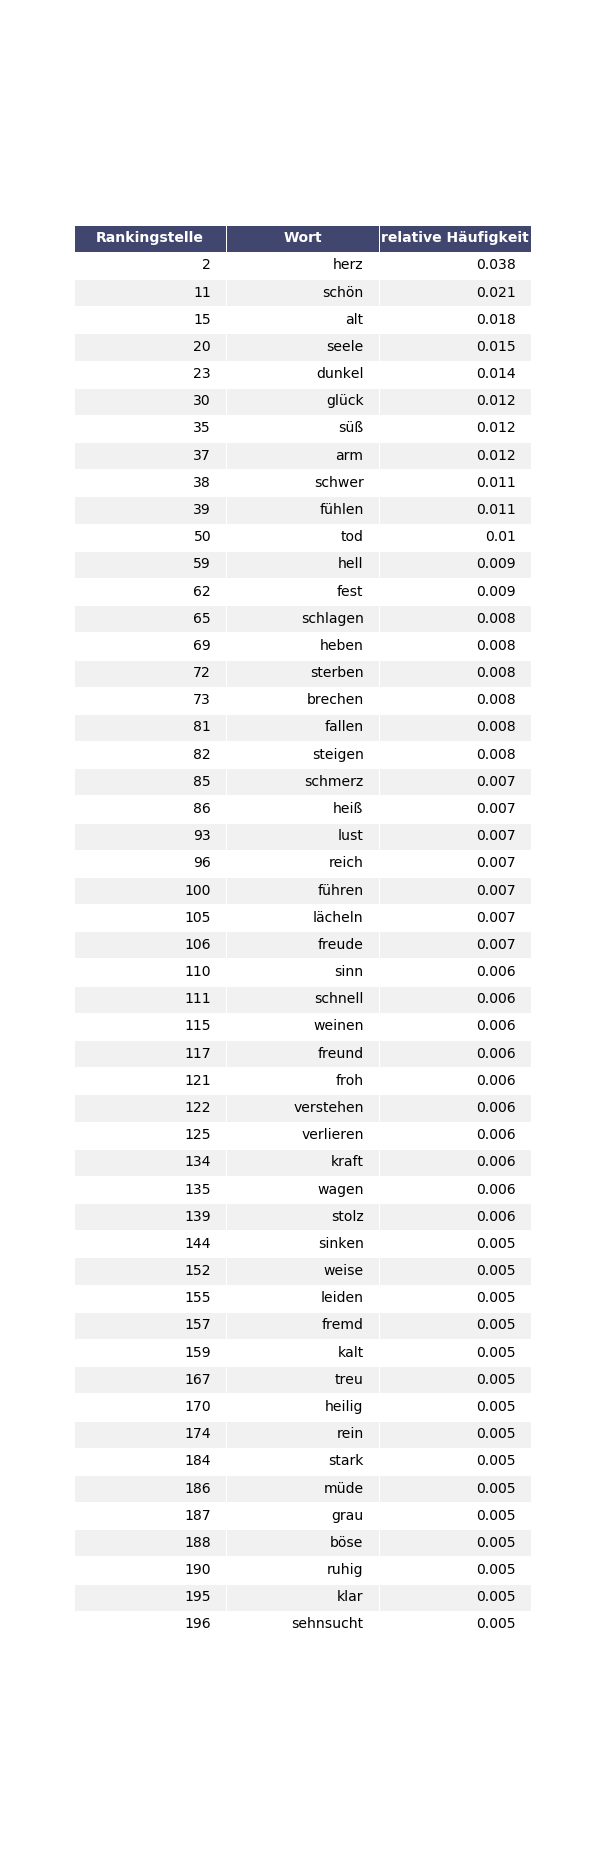 Rankingstelle Wort relative Häufigkeit
2 herz 0.038
11 schön 0.021
15 alt 0.018
20 seele 0.015
23 dunkel 0.014
30 glück 0.012
35 süß 0.012
37 arm 0.012
38 schwer 0.011
39 fühlen 0.011
50 tod 0.01
59 hell 0.009
62 fest 0.009
65 schlagen 0.008
69 heben 0.008
72 sterben 0.008
73 brechen 0.008
81 fallen 0.008
82 steigen 0.008
85 schmerz 0.007
86 heiß 0.007
93 lust 0.007
96 reich 0.007
100 führen 0.007
105 lächeln 0.007
106 freude 0.007
110 sinn 0.006
111 schnell 0.006
115 weinen 0.006
117 freund 0.006
121 froh 0.006
122 verstehen 0.006
125 verlieren 0.006
134 kraft 0.006
135 wagen 0.006
139 stolz 0.006
144 sinken 0.005
152 weise 0.005
155 leiden 0.005
157 fremd 0.005
159 kalt 0.005
167 treu 0.005
170 heilig 0.005
174 rein 0.005
184 stark 0.005
186 müde 0.005
187 grau 0.005
188 böse 0.005
190 ruhig 0.005
195 klar 0.005
196 sehnsucht 0.005